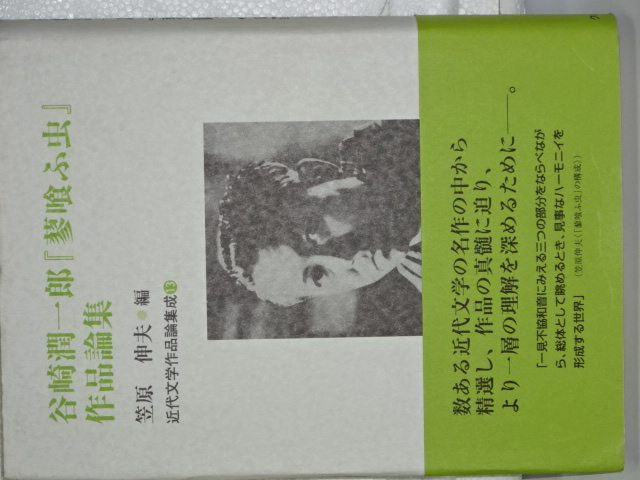 谷崎潤一郎『蓼喰ふ虫』
作品論集
笠原 伸夫●編
近代文学作品論集成⑬
数ある近代文学の名作の中から
精選し、作品の真髄に迫り、
より一層の理解を深めるために――。
「一見不協和音にみえる三つの部分をならべなが
ら、総体として眺めるとき、見事なハーモニイを
形成する世界」
(笠原伸夫〈「蓼喰ふ虫」の構成〉)
ク